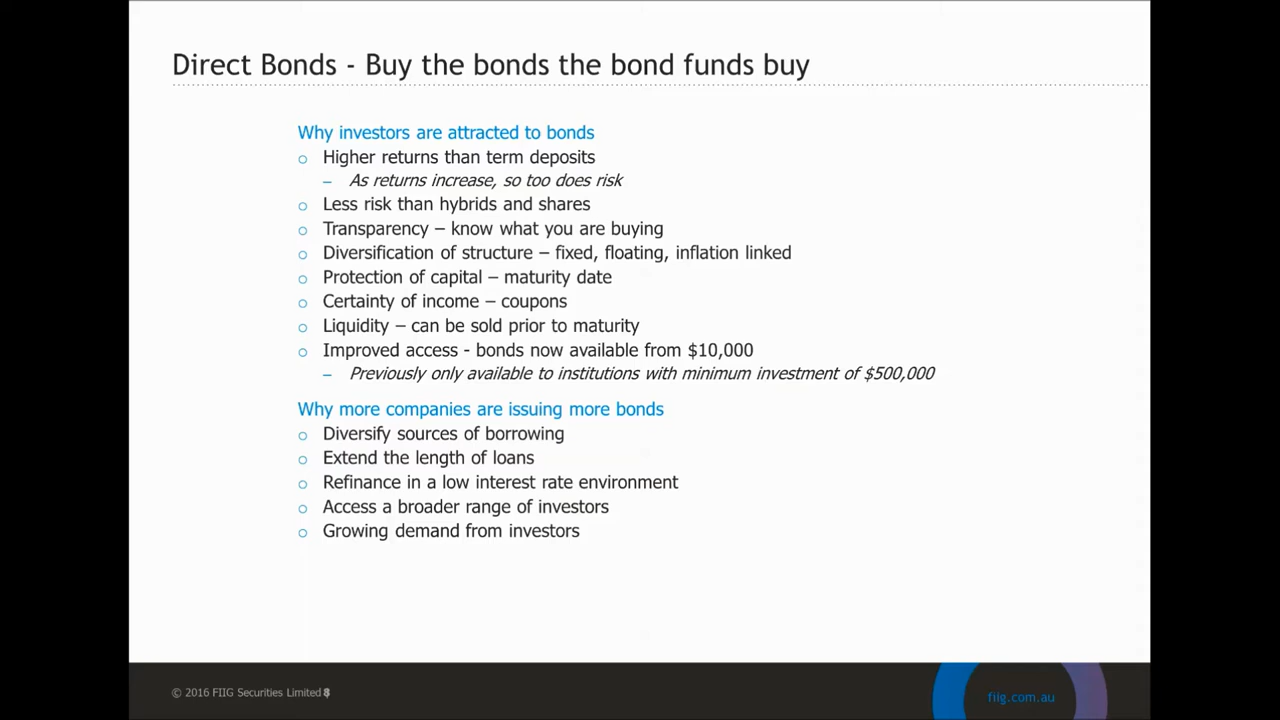 Direct Bonds - Buy the bonds the bond funds buy
Why investors are attracted to bonds
o Higher returns than term deposits
– As returns increase, so too does risk
o Less risk than hybrids and shares
o Transparency – know what you are buying
o Diversification of structure – fixed, floating, inflation linked
o Protection of capital – maturity date
o Certainty of income – coupons
o Liquidity – can be sold prior to maturity
o Improved access - bonds now available from $10,000
– Previously only available to institutions with minimum investment of $500,000
Why more companies are issuing more bonds
o Diversify sources of borrowing
o Extend the length of loans
o Refinance in a low interest rate environment
o Access a broader range of investors
o Growing demand from investors
© 2016 FIIG Securities Limited 8
fiig.com.au